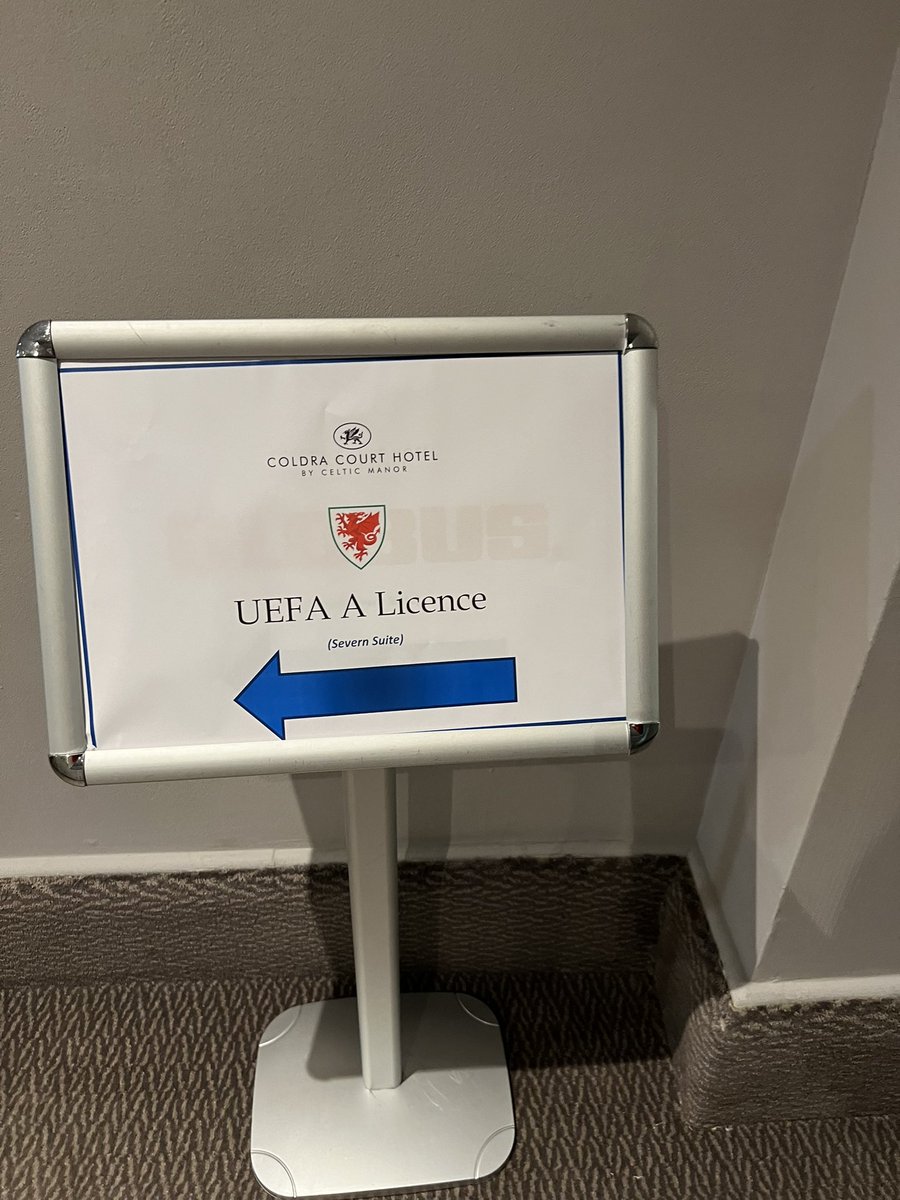 COLDRA COURT HOTEL
BY CELTIC MANOR
UEFA A Licence
(Severn Suite)